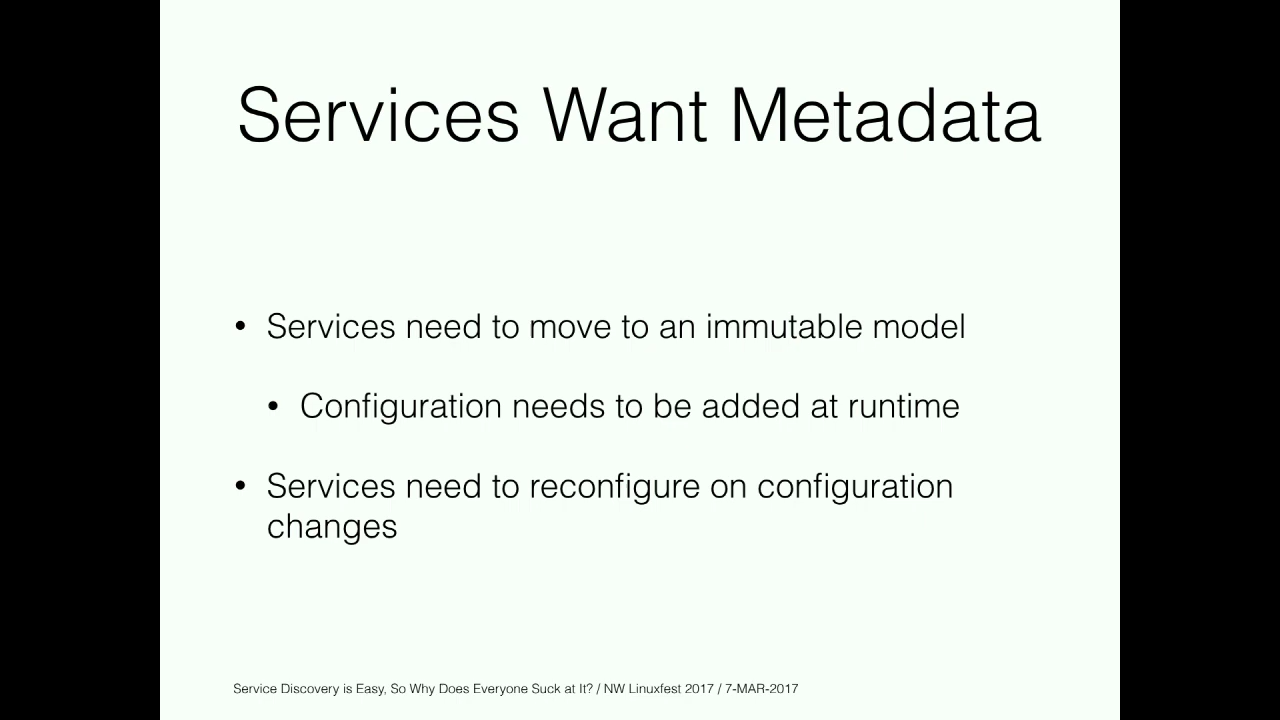 Services Want Metadata
• Services need to move to an immutable model
• Configuration needs to be added at runtime
• Services need to reconfigure on configuration
changes
Service Discovery is Easy, So Why Does Everyone Suck at It? / NW Linuxfest 2017 / 7-MAR-2017